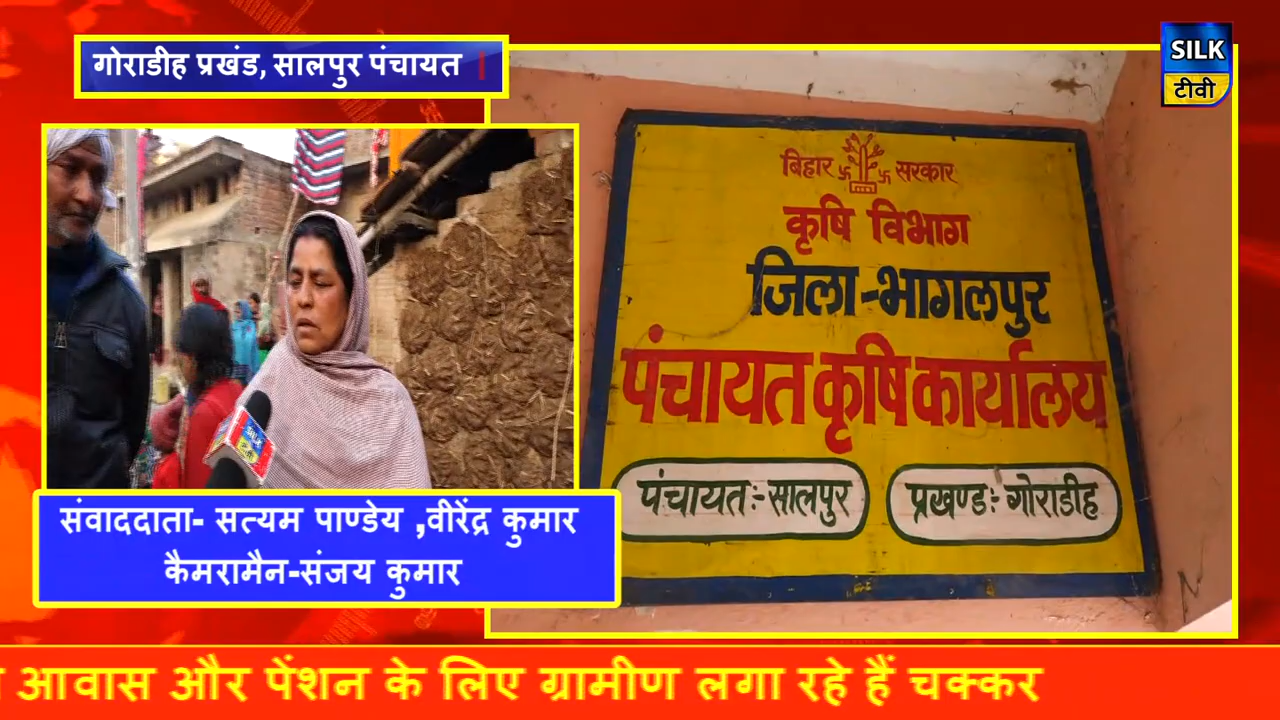 गोराडीह प्रखंड, सालपुर पंचायत |
SILK
टीवी
बिहार सरकार
कृषि विभाग
जिला-भागलपुर
पंचायत कृषि कार्यालय
पंचायत:-सालपुर
प्रखण्ड:-गोराडीह
SILK
टीवी
संवाददाता- सत्यम पाण्डेय ,वीरेंद्र कुमार
कैमरामैन-संजय कुमार
आवास और पेंशन के लिए ग्रामीण लगा रहे हैं चक्कर